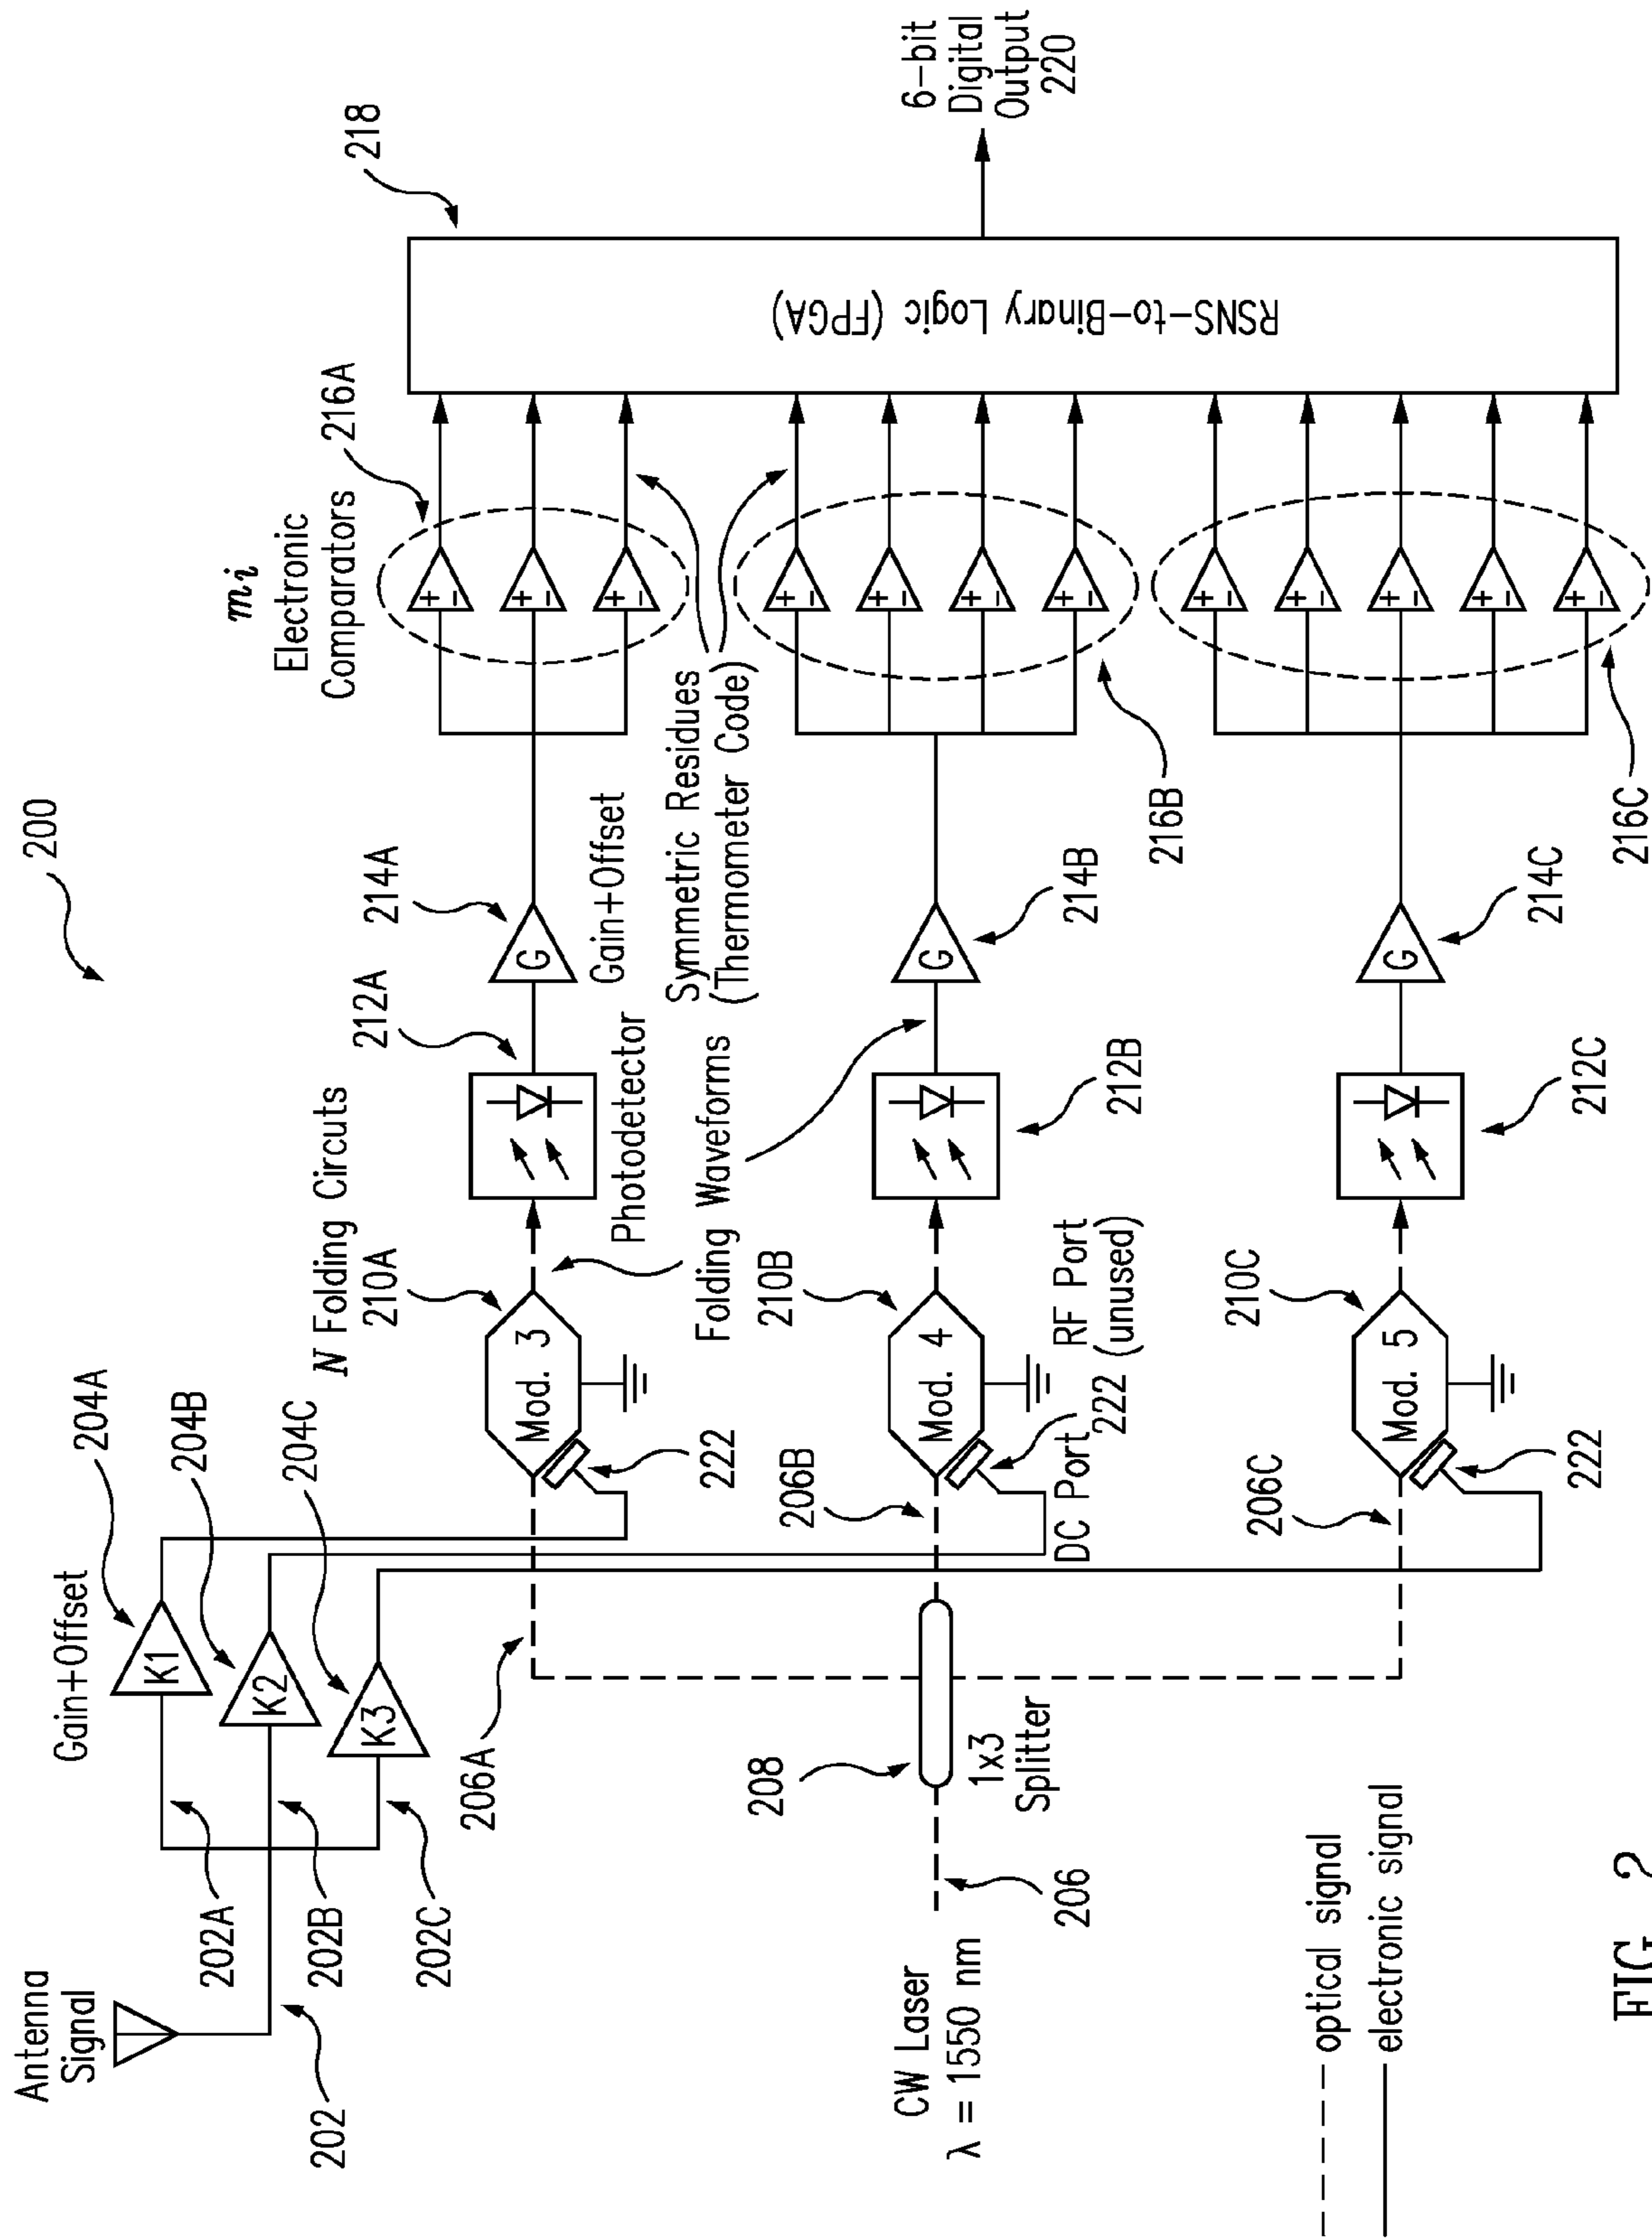 200
Antenna
Signal
202
202A
202B
202C
Gain+Offset
K1
K2
K3
204A
204B
204C
CW Laser
λ = 1550 nm
206
208
1x3
Splitter
206A
206B
206C
N Folding Circuts
210A
Mod. 3
222
210B
Mod. 4
222
DC Port
RF Port
(unused)
210C
Mod. 5
222
Folding Waveforms
Photodetector
212A
212B
212C
214A
G
Gain+Offset
214B
G
214C
G
Symmetric Residues
(Thermometer Code)
mi
Electronic
Comparators
216A
+ -
+ -
+ -
216B
+ -
+ -
+ -
+ -
216C
+ -
+ -
+ -
+ -
+ -
218
RSNS-to-Binary Logic (FPGA)
6-bit
Digital
Output
220
optical signal
electronic signal
FIG. 2